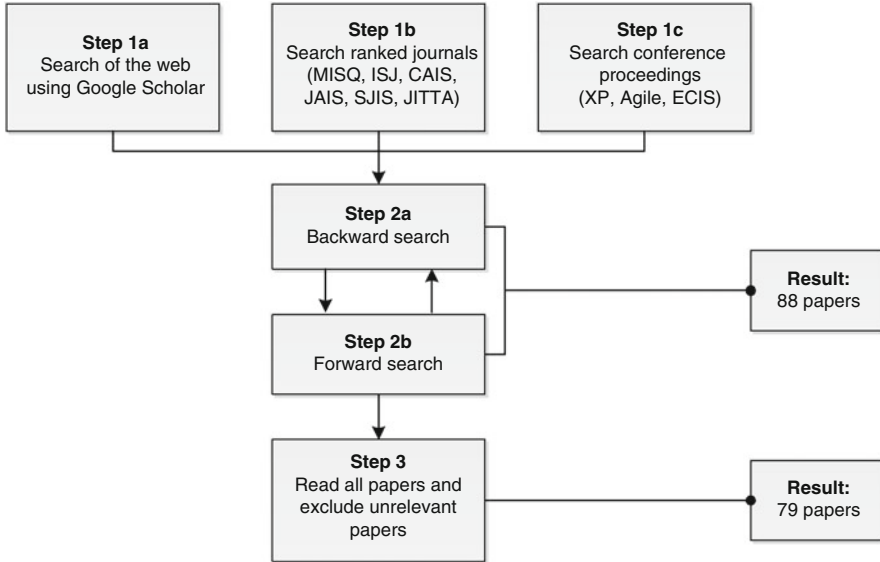 Step 1a
Search of the web
using Google Scholar
Step 1b
Search ranked journals
(MISQ, ISJ, CAIS,
JAIS, SJIS, JITTA)
Step 1c
Search conference
proceedings
(XP, Agile, ECIS)
Step 2a
Backward search
Result:
88 papers
Step 2b
Forward search
Step 3
Read all papers and
exclude unrelevant
papers
Result:
79 papers